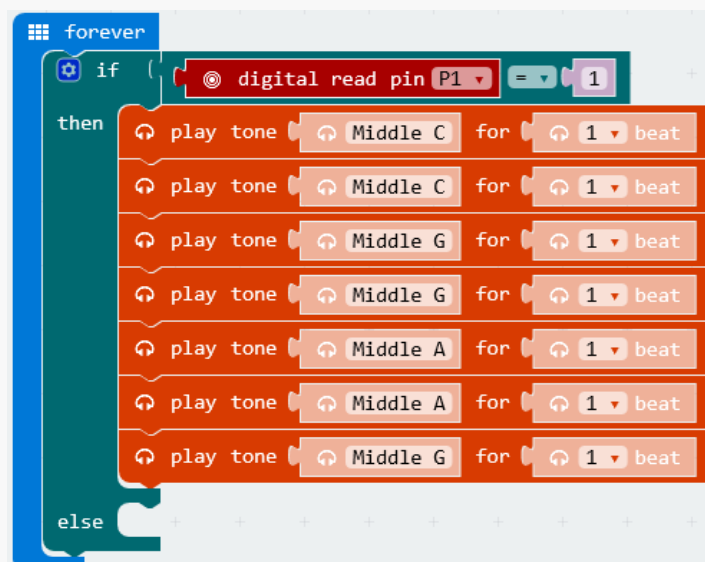 forever
if digital read pin P1 = 1
then play tone Middle C for 1 beat
play tone Middle C for 1 beat
play tone Middle G for 1 beat
play tone Middle G for 1 beat
play tone Middle A for 1 beat
play tone Middle A for 1 beat
play tone Middle G for 1 beat
else